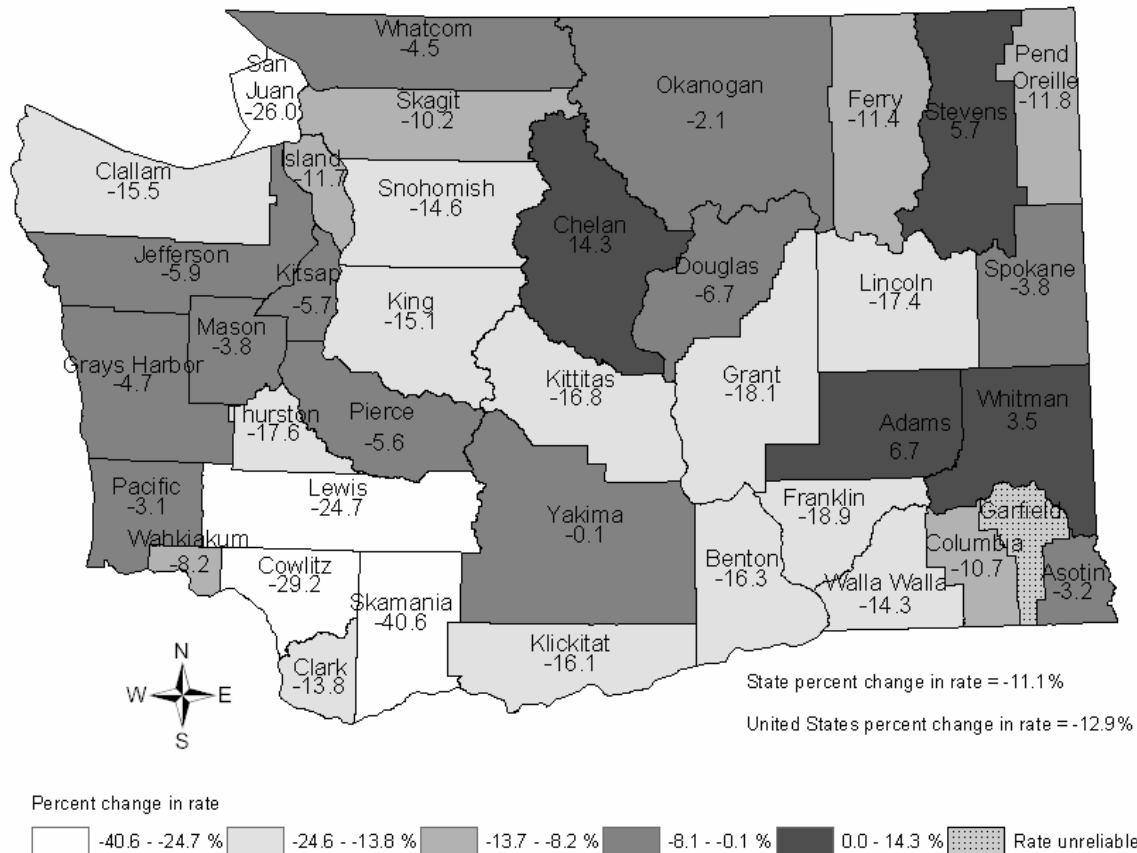 Whatcom
-4.5
San
Juan
-26.0
Skagit
-10.2
Okanogan
-2.1
Ferry
-11.4
Stevens
5.7
Pend
Oreille
-11.8
Clallam
-15.5
Island
-11.7
Snohomish
-14.6
Chelan
14.3
Jefferson
-5.9
Kitsap
-5.7
Douglas
-6.7
Lincoln
-17.4
Spokane
-3.8
King
-15.1
Mason
-3.8
Grays Harbor
-4.7
Kittitas
-16.8
Grant
-18.1
Thurston
-17.6
Pierce
-5.6
Adams
6.7
Whitman
3.5
Pacific
-3.1
Lewis
-24.7
Yakima
-0.1
Franklin
-18.9
Garfield
Wahkiakum
-8.2
Cowlitz
-29.2
Benton
-16.3
Columbia
-10.7
Asotin
-3.2
Skamania
-40.6
Walla Walla
-14.3
Klickitat
-16.1
Clark
-13.8
N
W E
S
State percent change in rate = -11.1%
United States percent change in rate = -12.9%
Percent change in rate
-40.6 - -24.7 % -24.6 - -13.8 % -13.7 - -8.2 % -8.1 - -0.1 % 0.0 - 14.3 % Rate unreliable